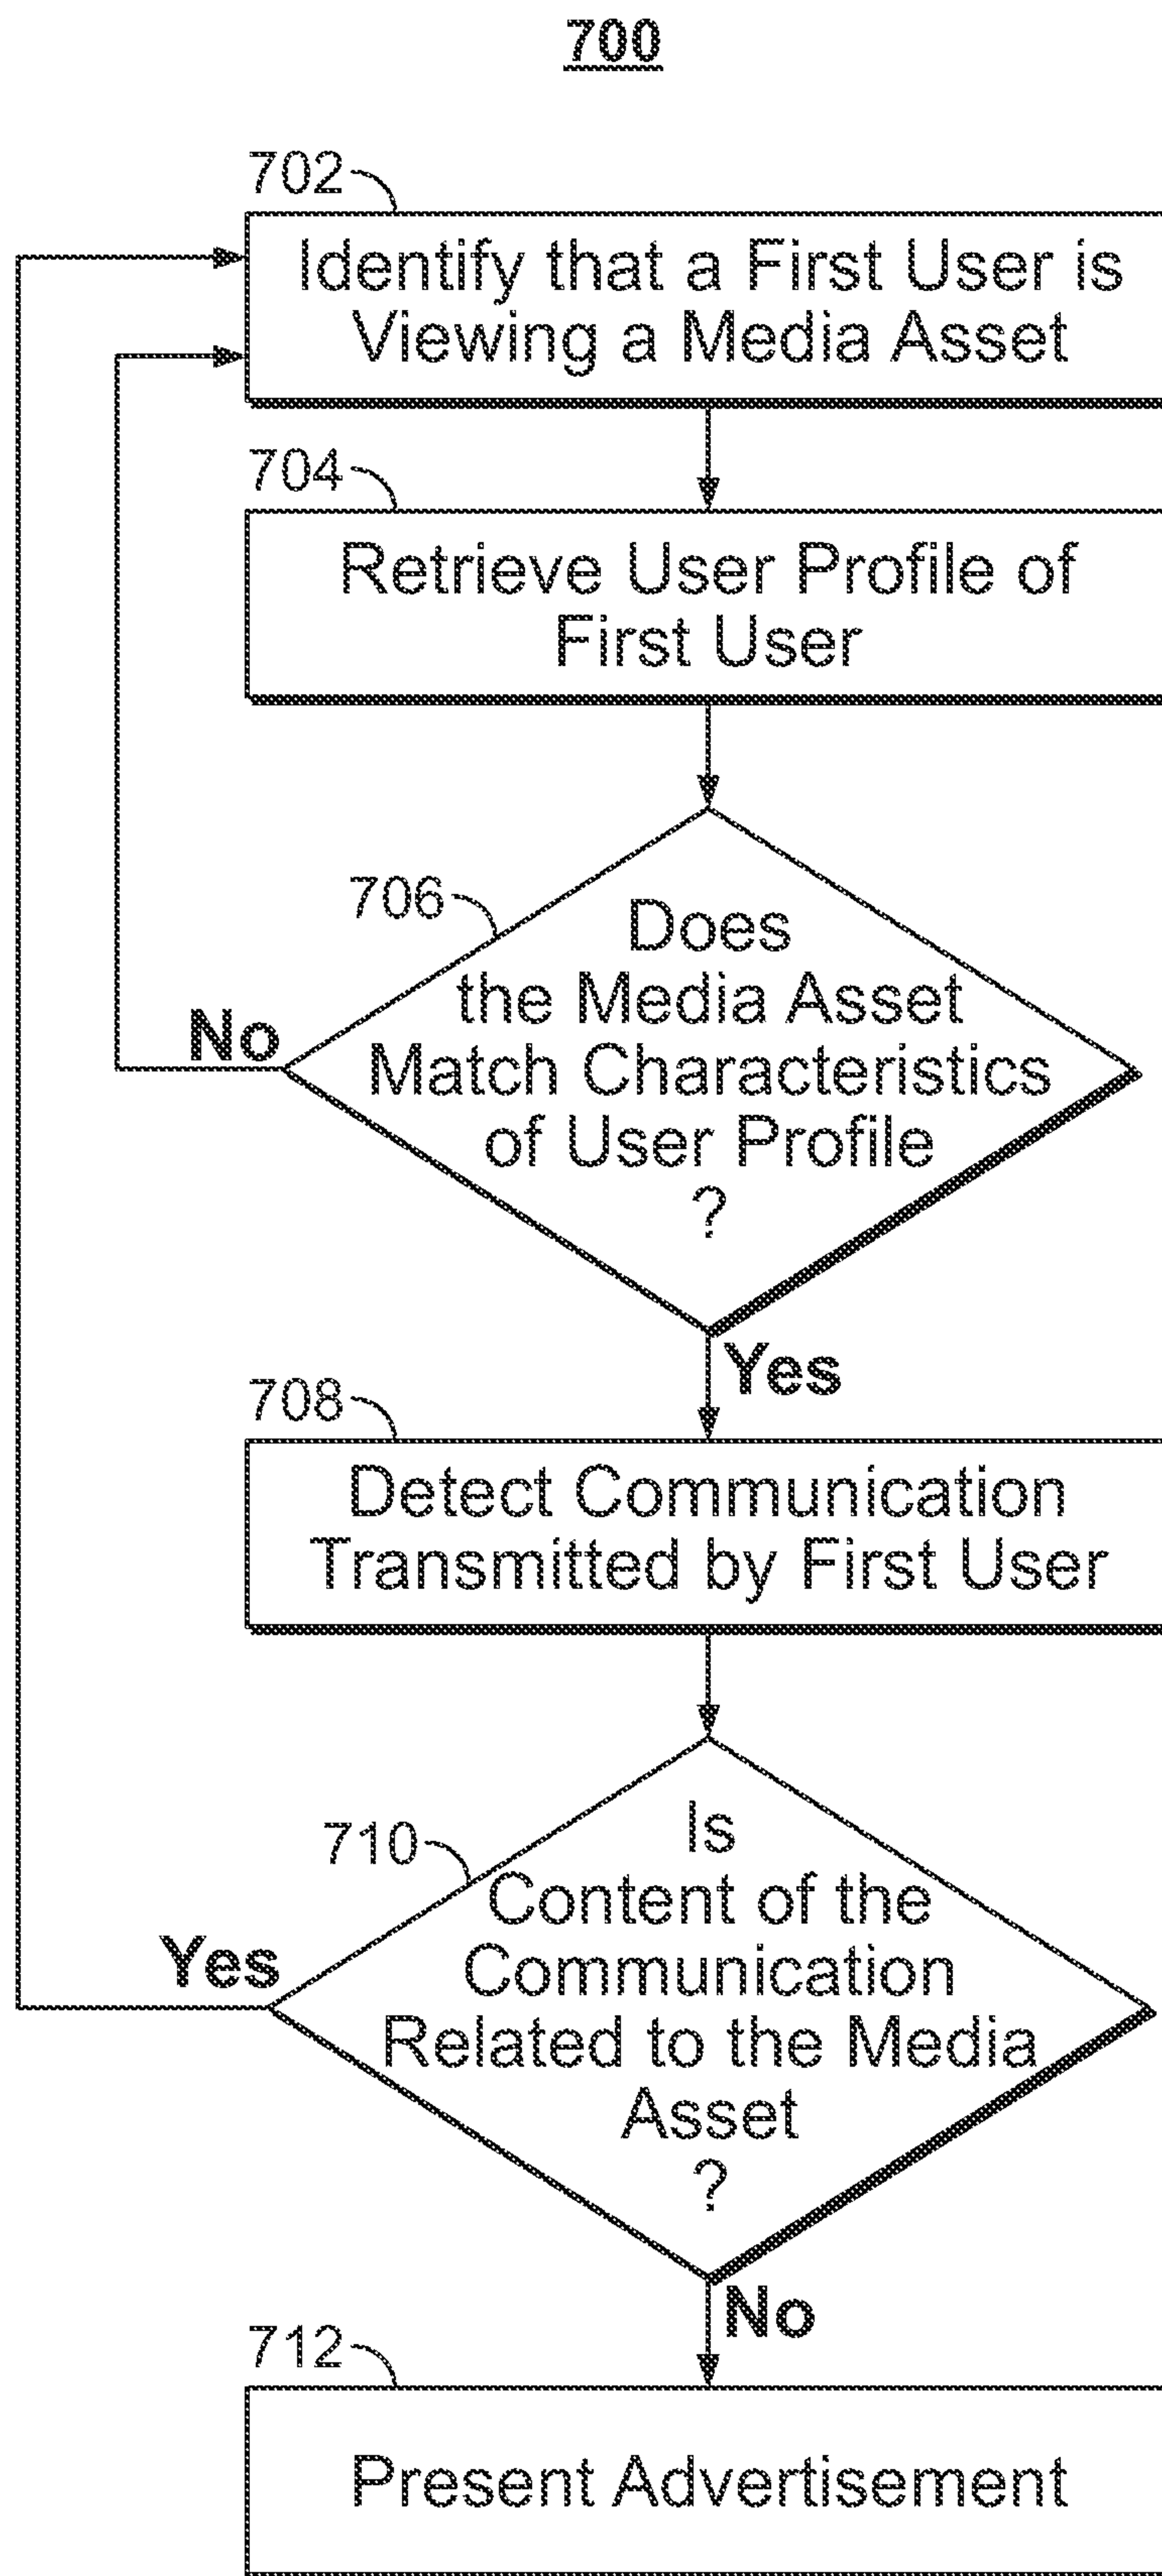 700
702
Identify that a First User is
Viewing a Media Asset
704
Retrieve User Profile of
First User
706
Does
the Media Asset
Match Characteristics
of User Profile
?
No
Yes
708
Detect Communication
Transmitted by First User
710
Is
Content of the
Communication
Related to the Media
Asset
?
Yes
No
712
Present Advertisement